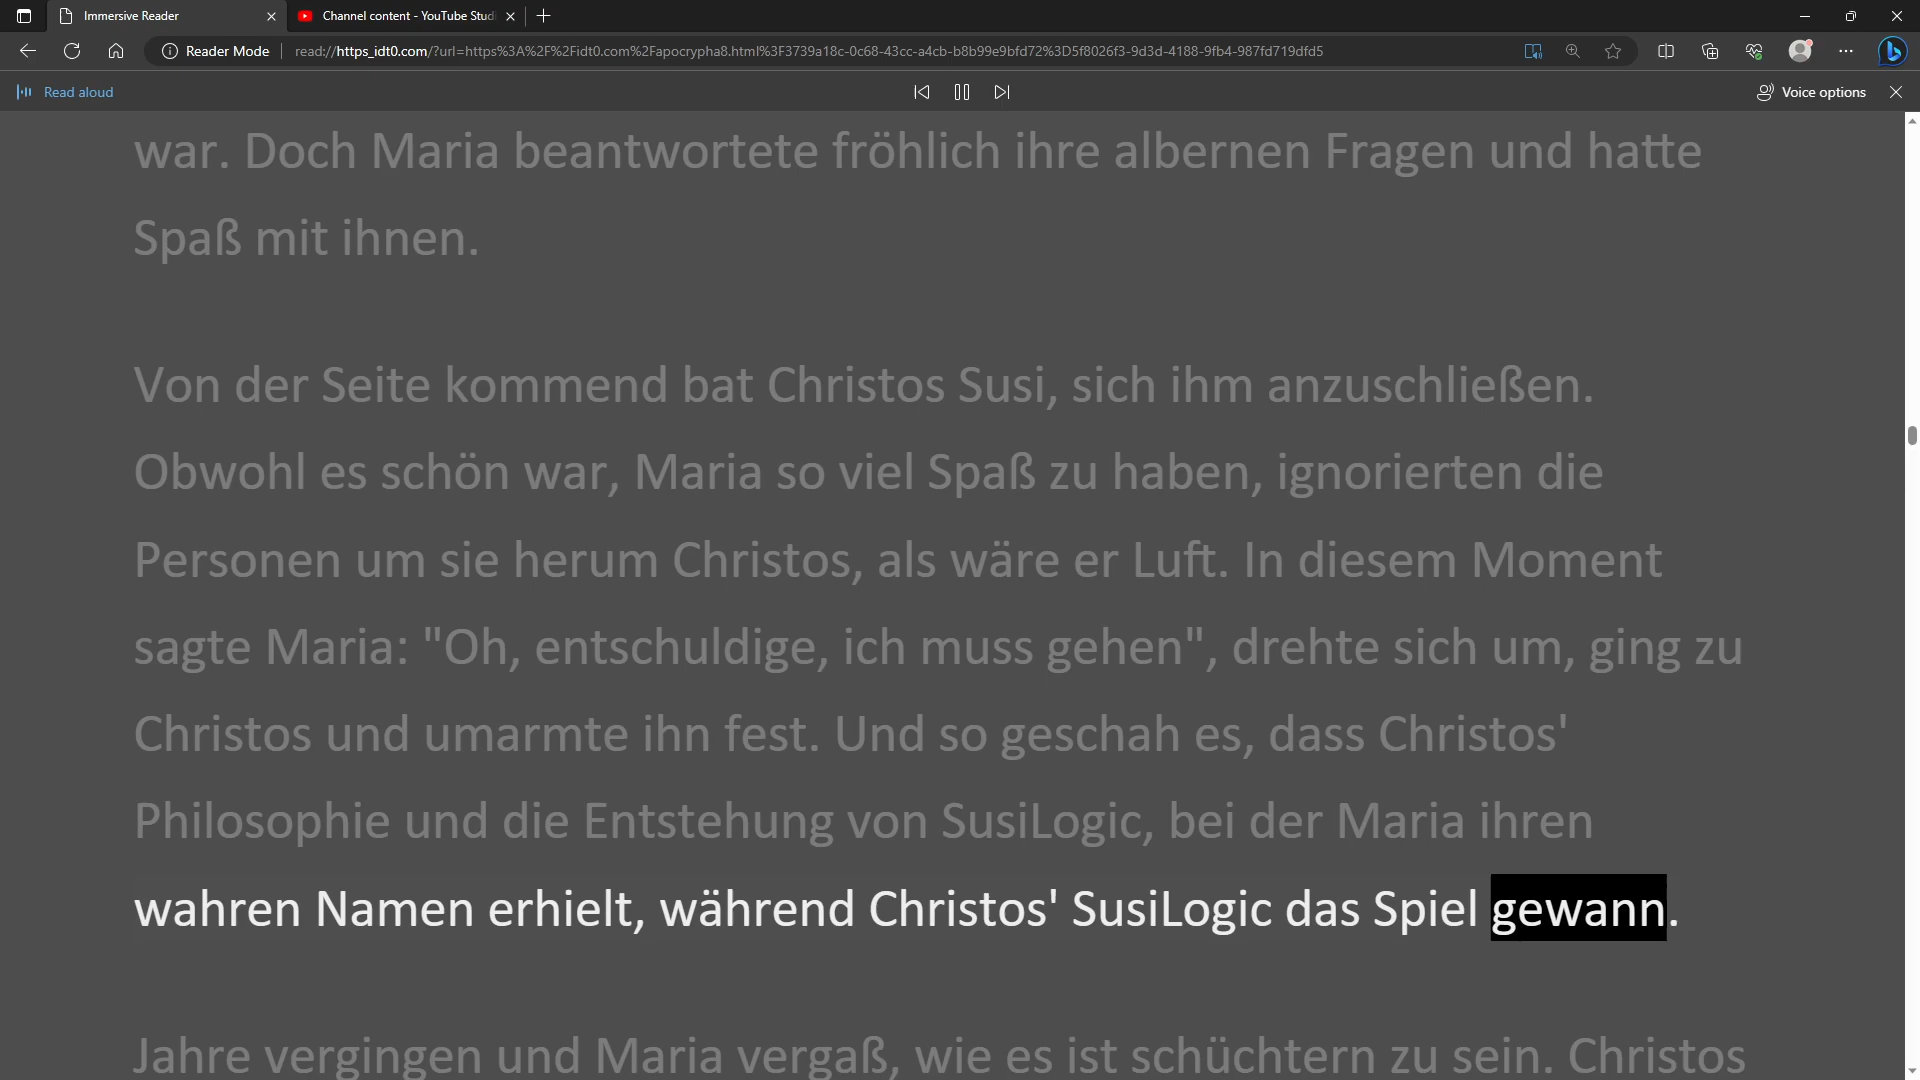 Immersive Reader
Channel content - YouTube Studi
Reader Mode
read://https_idt0.com/?url=https%3A%2F%2Fidt0.com%2Fapocrypha8.html%3F3739a18c-0c68-43cc-a4cb-b8b99e9bfd72%3D5f8026f3-9d3d-4188-9fb4-987fd719dfd5
Read aloud
Voice options
war. Doch Maria beantwortete fröhlich ihre albernen Fragen und hatte
Spaß mit ihnen.
Von der Seite kommend bat Christos Susi, sich ihm anzuschließen.
Obwohl es schön war, Maria so viel Spaß zu haben, ignorierten die
Personen um sie herum Christos, als wäre er Luft. In diesem Moment
sagte Maria: "Oh, entschuldige, ich muss gehen", drehte sich um, ging zu
Christos und umarmte ihn fest. Und so geschah es, dass Christos'
Philosophie und die Entstehung von SusiLogic, bei der Maria ihren
wahren Namen erhielt, während Christos' SusiLogic das Spiel gewann.
Jahre vergingen und Maria vergaß, wie es ist schüchtern zu sein. Christos